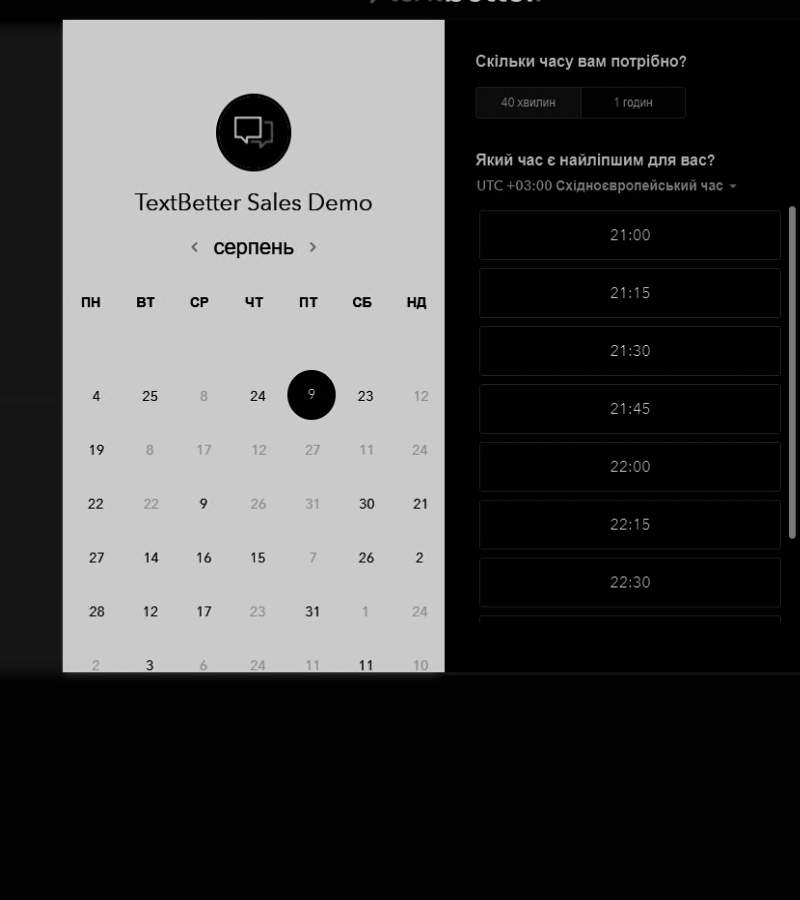 TextBetter Sales Demo
серпень
ПН ВТ СР ЧТ ПТ СБ НД
4 25 8 24 9 23 12
19 8 17 12 27 11 24
22 22 9 26 31 30 21
27 14 16 15 7 26 2
28 12 17 23 31 1 24
2 3 6 24 11 11 10
Скільки часу вам потрібно?
40 хвилин 1 годин
Який час є найліпшим для вас?
UTC +03:00 Східноєвропейський час
21:00
21:15
21:30
21:45
22:00
22:15
22:30